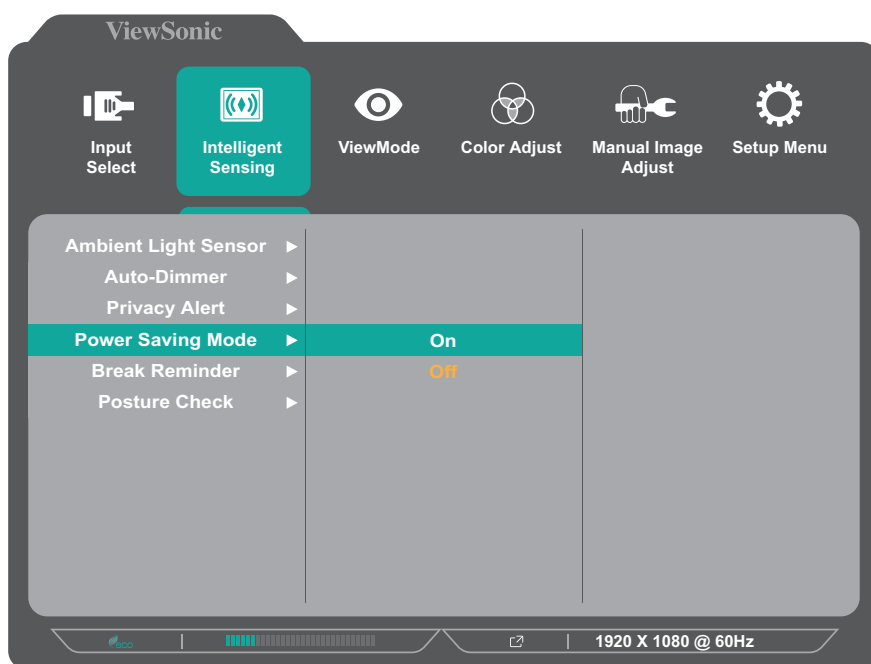 ViewSonic
Input
Select
Intelligent
Sensing
ViewMode
Color Adjust
Manual Image
Adjust
Setup Menu
Ambient Light Sensor ▶
Auto-Dimmer ▶
Privacy Alert ▶
Power Saving Mode ▶ On
Break Reminder ▶ Off
Posture Check ▶
eco | 1920 X 1080 @ 60Hz